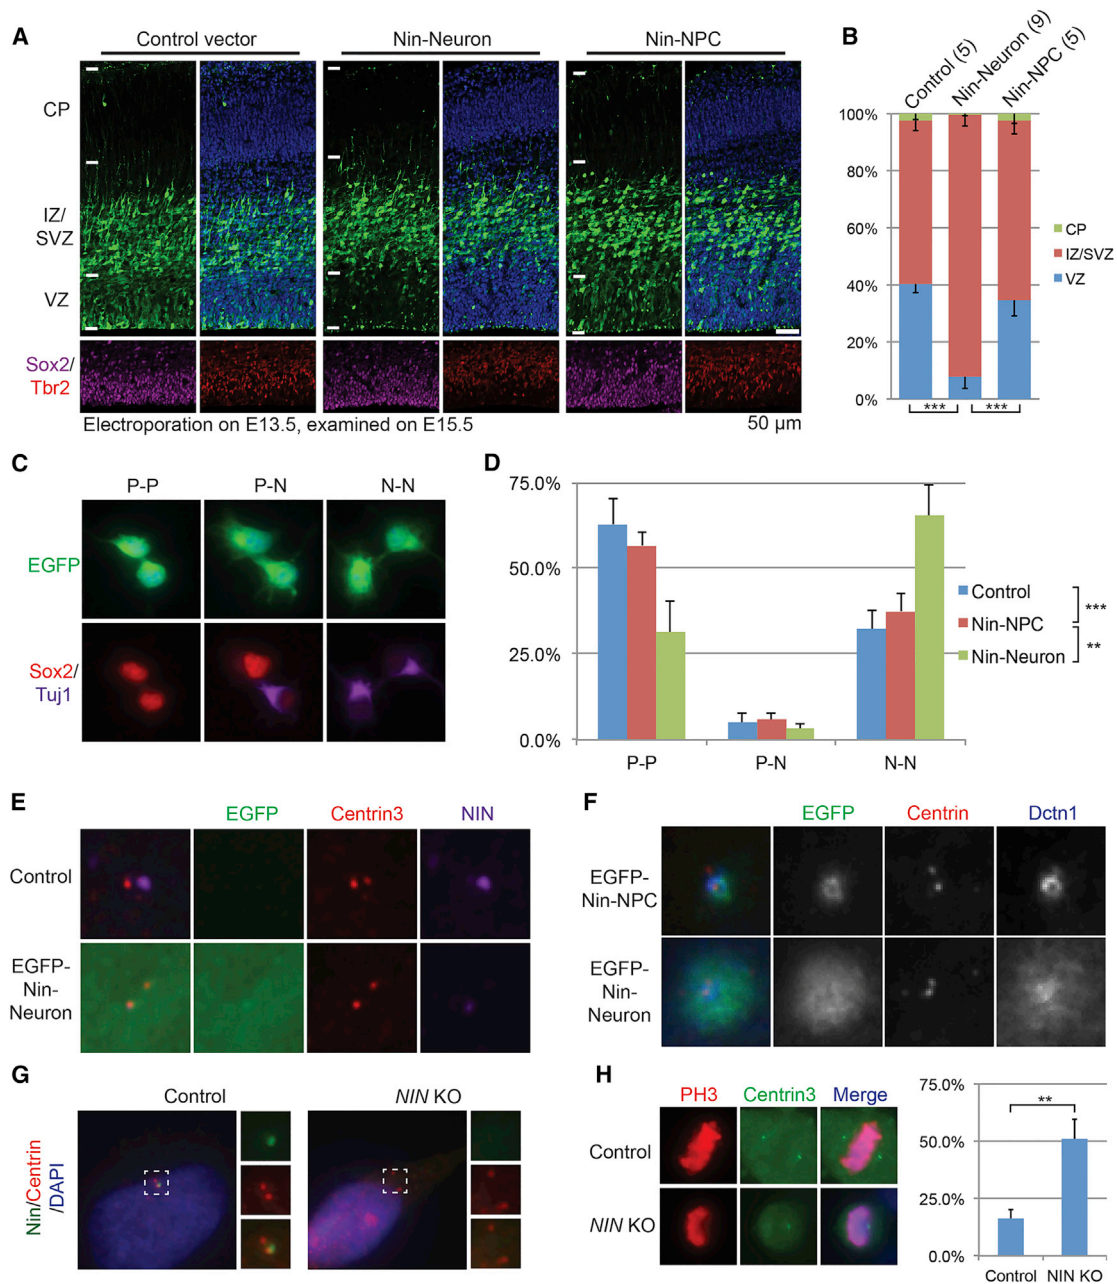 A
Control vector
Nin-Neuron
Nin-NPC
CP
IZ/
SVZ
VZ
Sox2/
Tbr2
Electroporation on E13.5, examined on E15.5
50 μm
B
Control (5)
Nin-Neuron (9)
Nin-NPC (5)
100%
80%
60%
40%
20%
0%
***
***
CP
IZ/SVZ
VZ
C
P-P
P-N
N-N
EGFP
Sox2/
Tuj1
D
75.0%
50.0%
25.0%
0.0%
P-P
P-N
N-N
Control
Nin-NPC
Nin-Neuron
***
**
E
EGFP
Centrin3
NIN
Control
EGFP-
Nin-
Neuron
F
EGFP
Centrin
Dctn1
EGFP-
Nin-NPC
EGFP-
Nin-
Neuron
G
Control
NIN KO
Nin/Centrin
/DAPI
H
PH3
Centrin3
Merge
Control
NIN KO
75.0%
50.0%
25.0%
0.0%
**
Control
NIN KO